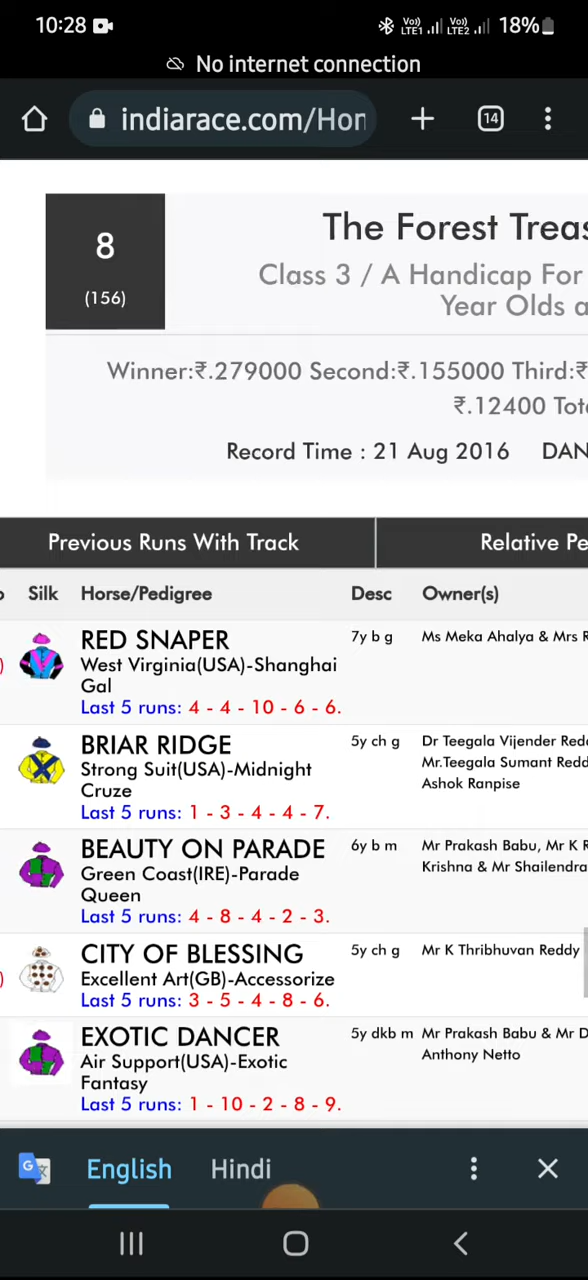 10:28 Vo) LTE1 Vo) LTE2 18%
No internet connection
indiarace.com/Hor 14
8
(156)
The Forest Treas
Class 3 / A Handicap For
Year Olds a
Winner:₹.279000 Second:₹.155000 Third:₹
₹.12400 Tot
Record Time : 21 Aug 2016 DAN
Previous Runs With Track Relative Pe
o Silk Horse/Pedigree Desc Owner(s)
) RED SNAPER 7y b g Ms Meka Ahalya & Mrs R
West Virginia(USA)-Shanghai
Gal
Last 5 runs: 4 - 4 - 10 - 6 - 6.
BRIAR RIDGE 5y ch g Dr Teegala Vijender Redd
Strong Suit(USA)-Midnight Mr.Teegala Sumant Redd
Cruze Ashok Ranpise
Last 5 runs: 1 - 3 - 4 - 4 - 7.
BEAUTY ON PARADE 6y b m Mr Prakash Babu, Mr K R
Green Coast(IRE)-Parade Krishna & Mr Shailendra
Queen
Last 5 runs: 4 - 8 - 4 - 2 - 3.
) CITY OF BLESSING 5y ch g Mr K Thribhuvan Reddy
Excellent Art(GB)-Accessorize
Last 5 runs: 3 - 5 - 4 - 8 - 6.
EXOTIC DANCER 5y dkb m Mr Prakash Babu & Mr D
Air Support(USA)-Exotic Anthony Netto
Fantasy
Last 5 runs: 1 - 10 - 2 - 8 - 9.
English Hindi